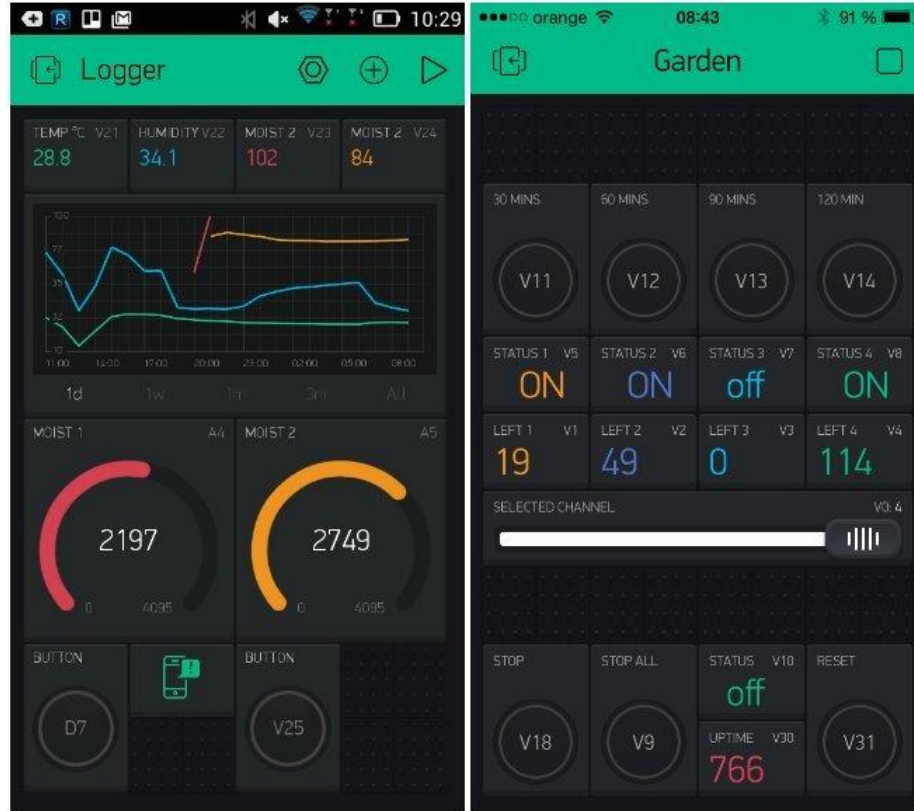 R 10:29
Logger
TEMP °C V21 HUMIDITY V22 MOIST 2 V23 MOIST 2 V24
28.8 34.1 102 84
100
77
55
32
10
11:00 14:00 17:00 20:00 23:00 02:00 05:00 08:00
1d 1w 1m 3m All
MOIST 1 A4 MOIST 2 A5
2197 2749
0 4095 0 4095
BUTTON BUTTON
D7 V25
orange 08:43 91 %
Garden
30 MINS 60 MINS 90 MINS 120 MIN
V11 V12 V13 V14
STATUS 1 V5 STATUS 2 V6 STATUS 3 V7 STATUS 4 V8
ON ON off ON
LEFT 1 V1 LEFT 2 V2 LEFT 3 V3 LEFT 4 V4
19 49 0 114
SELECTED CHANNEL V0: 4
STOP STOP ALL STATUS V10 RESET
off
V18 V9 UPTIME V30 V31
766